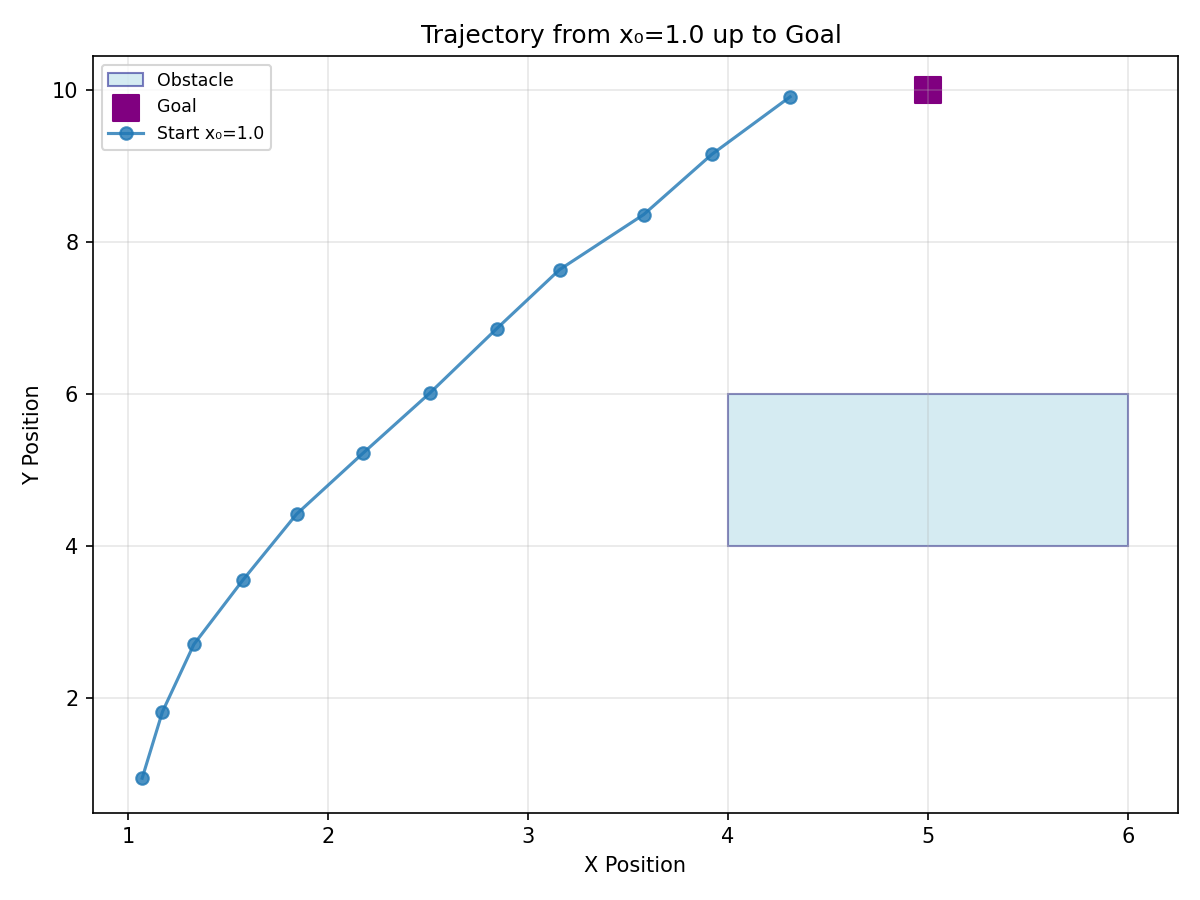 Trajectory from x₀=1.0 up to Goal
Obstacle
Goal
Start x₀=1.0
10
8
6
4
2
Y Position
1 2 3 4 5 6
X Position